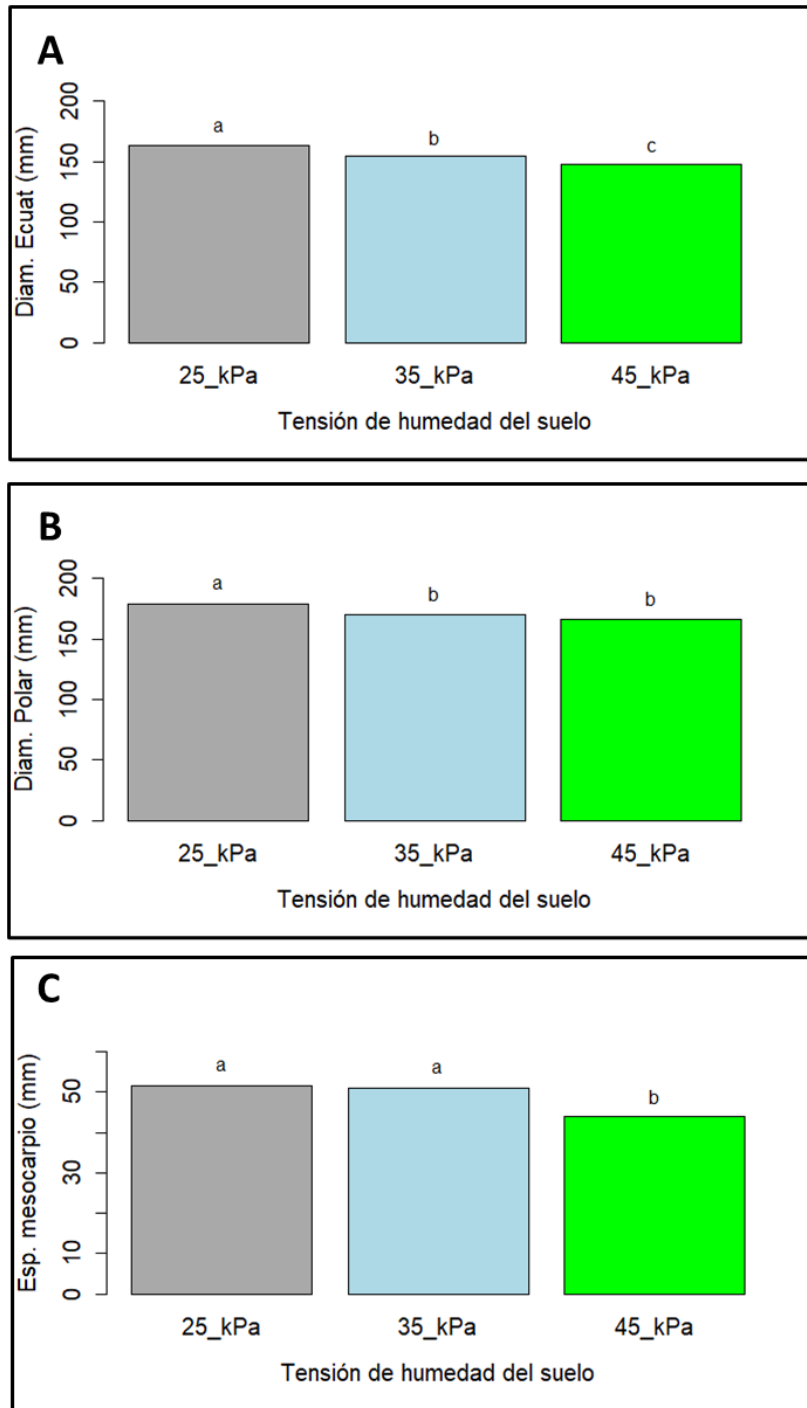 A
Diam. Ecuat (mm)
200
150
100
50
0
a
b
c
25_kPa
35_kPa
45_kPa
Tensión de humedad del suelo
B
Diam. Polar (mm)
200
150
100
50
0
a
b
b
25_kPa
35_kPa
45_kPa
Tensión de humedad del suelo
C
Esp. mesocarpio (mm)
50
30
10
0
a
a
b
25_kPa
35_kPa
45_kPa
Tensión de humedad del suelo